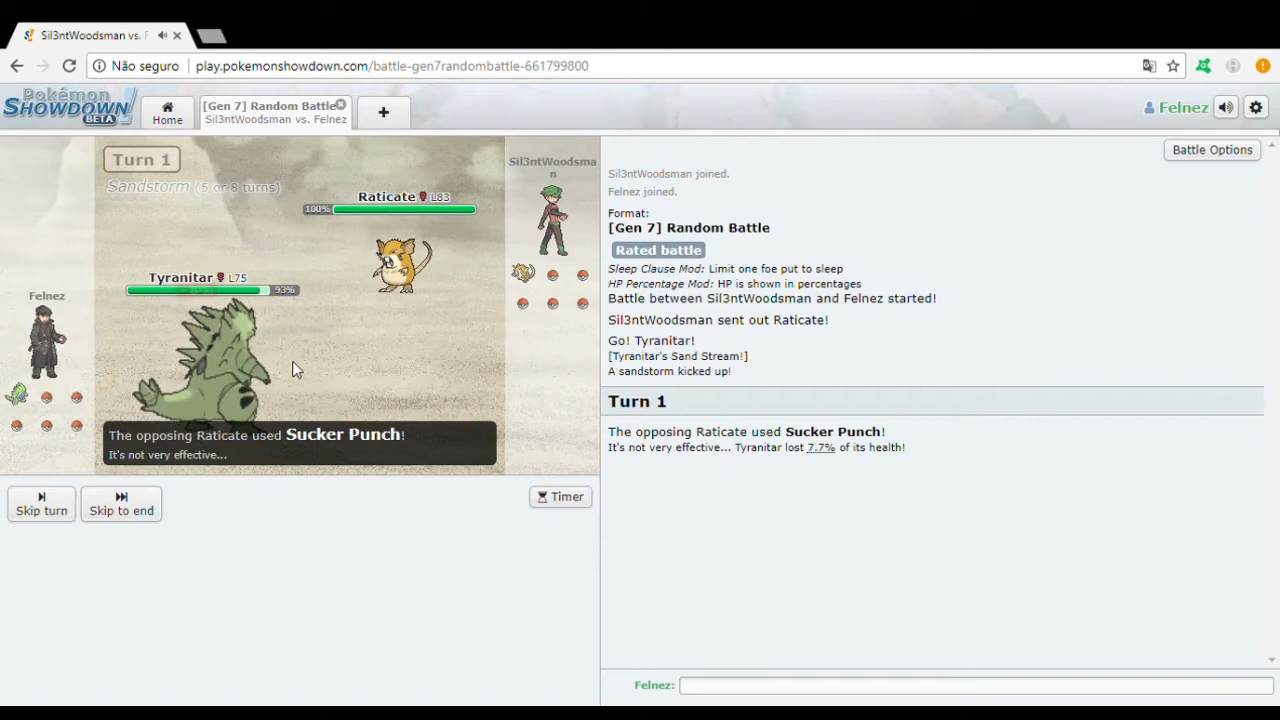 Sil3ntWoodsman vs. F
Não seguro
play.pokemonshowdown.com/battle-gen7randombattle-661799800
Pokémon
SHOWDOWN
BETA
Home
[Gen 7] Random Battle
Sil3ntWoodsman vs. Felnez
Felnez
Turn 1
Sandstorm (5 or 8 turns)
Raticate L83
100%
Tyranitar L75
93%
Felnez
Sil3ntWoodsma
n
The opposing Raticate used Sucker Punch!
It's not very effective...
Skip turn
Skip to end
Timer
Battle Options
Sil3ntWoodsman joined.
Felnez joined.
Format:
[Gen 7] Random Battle
Rated battle
Sleep Clause Mod: Limit one foe put to sleep
HP Percentage Mod: HP is shown in percentages
Battle between Sil3ntWoodsman and Felnez started!
Sil3ntWoodsman sent out Raticate!
Go! Tyranitar!
[Tyranitar's Sand Stream!]
A sandstorm kicked up!
Turn 1
The opposing Raticate used Sucker Punch!
It's not very effective... Tyranitar lost 7.7% of its health!
Felnez: